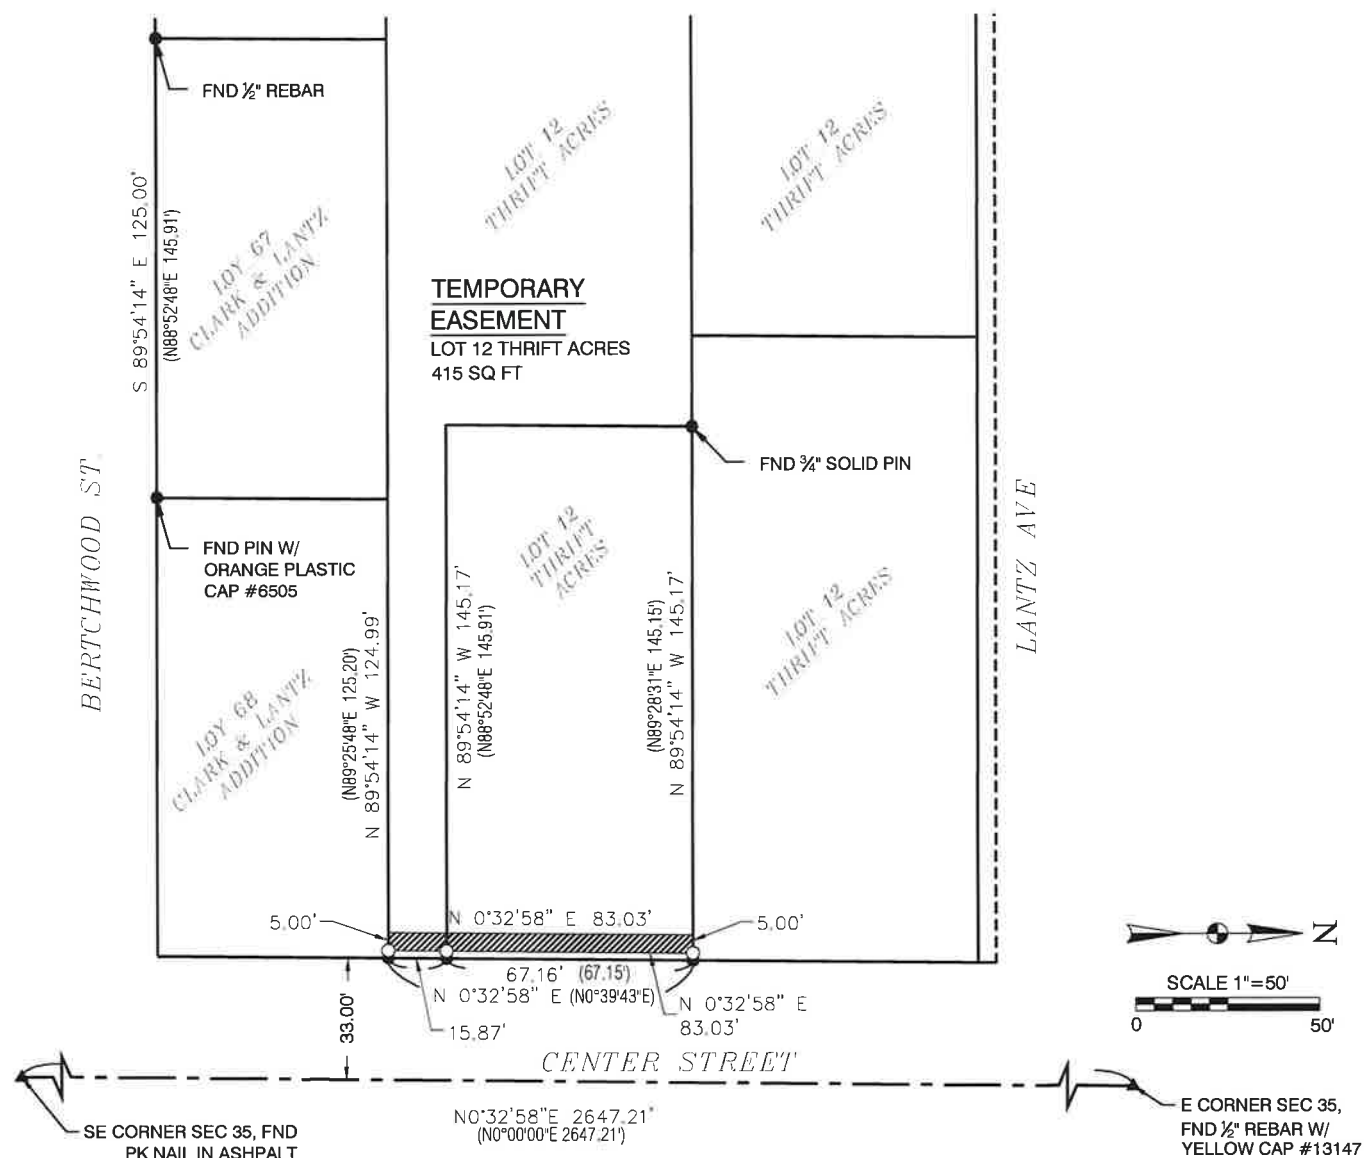 FND ½" REBAR
LOT 12
THRIFT ACRES
LOT 12
THRIFT ACRES
S 89°54'14" E 125.00'
(N88°52'48"E 145.91')
LOY 67
CLARK & LANTZ
ADDITION
TEMPORARY
EASEMENT
LOT 12 THRIFT ACRES
415 SQ FT
FND ¾" SOLID PIN
BERTCHWOOD ST.
LANTZ AVE
FND PIN W/
ORANGE PLASTIC
CAP #6505
LOT 12
THRIFT
ACRES
LOT 12
THRIFT ACRES
LOY 68
CLARK & LANTZ
ADDITION
(N89°25'48"E 125.20')
N 89°54'14" W 124.99'
N 89°54'14" W 145.17'
(N88°52'48"E 145.91')
(N89°28'31"E 145.15')
N 89°54'14" W 145.17'
5.00'
N 0°32'58" E 83.03'
5.00'
67.16' (67.15')
N 0°32'58" E (N0°39'43"E)
N 0°32'58" E
83.03'
15.87'
33.00'
N
SCALE 1"=50'
0 50'
CENTER STREET
N0°32'58"E 2647.21'
(N0°00'00"E 2647.21')
SE CORNER SEC 35, FND
PK NAIL IN ASHPALT
E CORNER SEC 35,
FND ½" REBAR W/
YELLOW CAP #13147